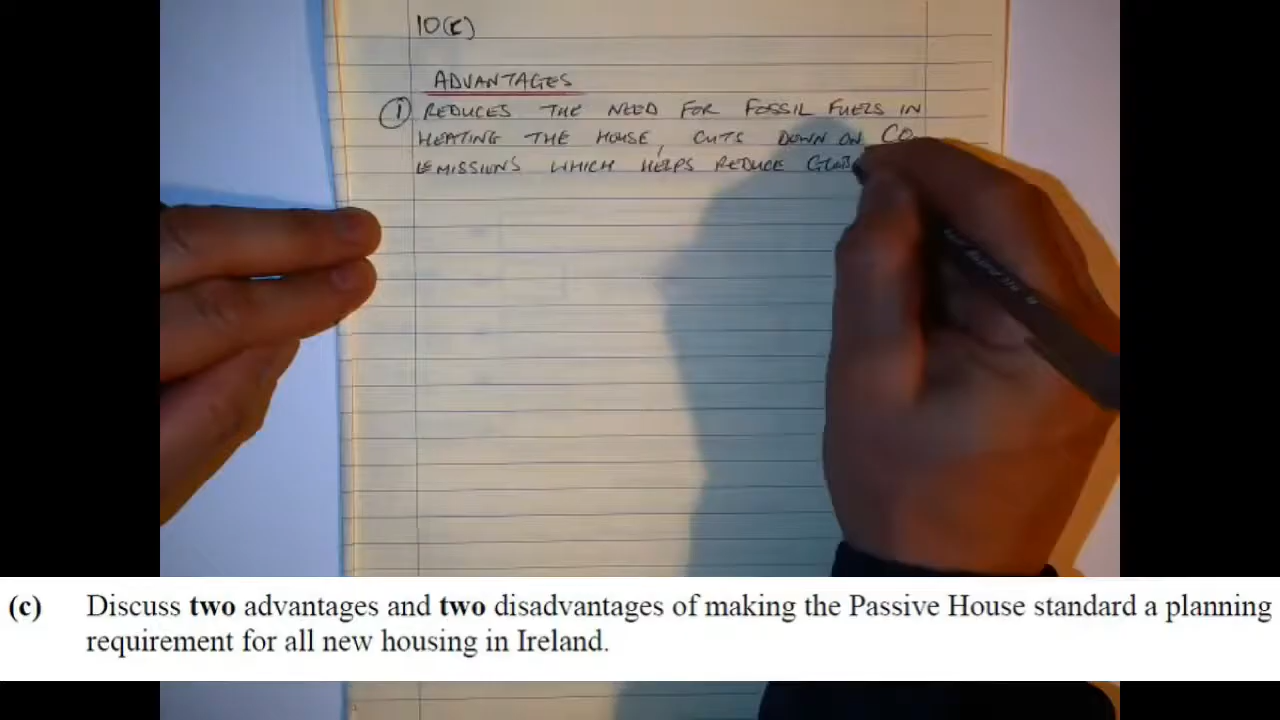 10(c)
ADVANTAGES
① REDUCES THE NEED FOR FOSSIL FUELS IN
HEATING THE HOUSE, CUTS DOWN ON CO
EMISSIONS WHICH HELPS REDUCE GLOB
(c) Discuss two advantages and two disadvantages of making the Passive House standard a planning
requirement for all new housing in Ireland.